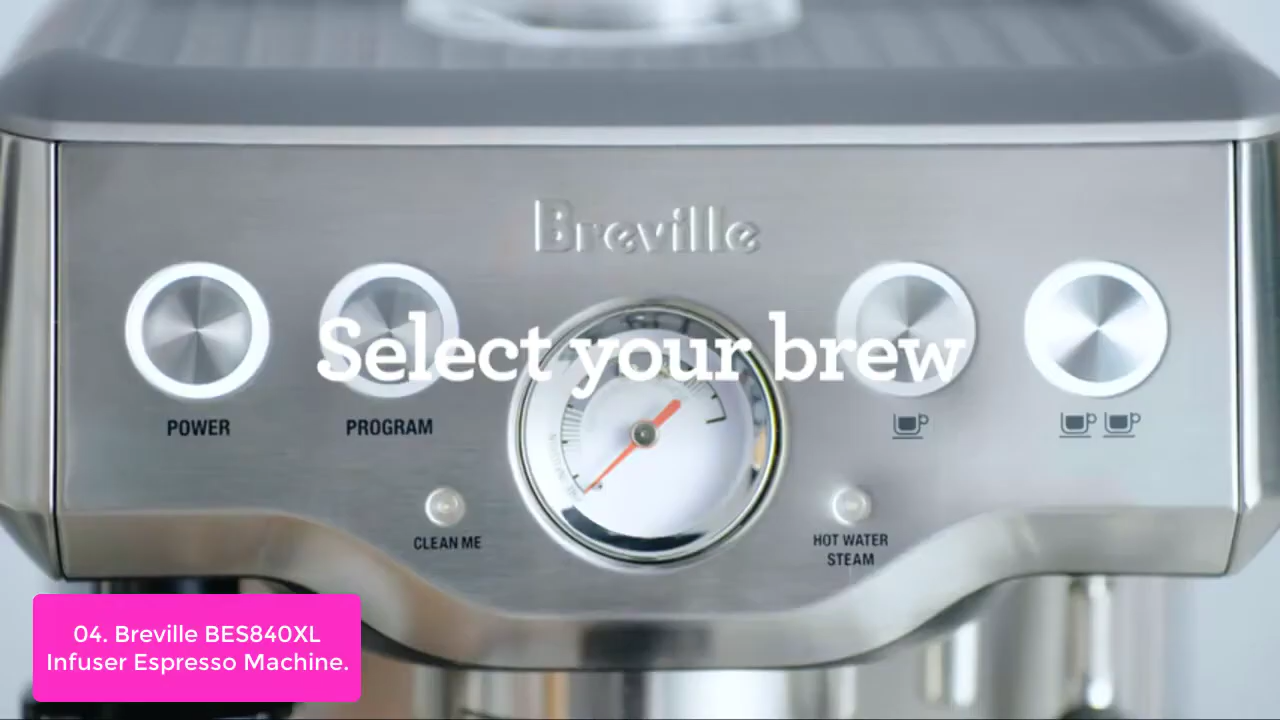 Breville
Select your brew
POWER
PROGRAM
CLEAN ME
HOT WATER
STEAM
04. Breville BES840XL
Infuser Espresso Machine.